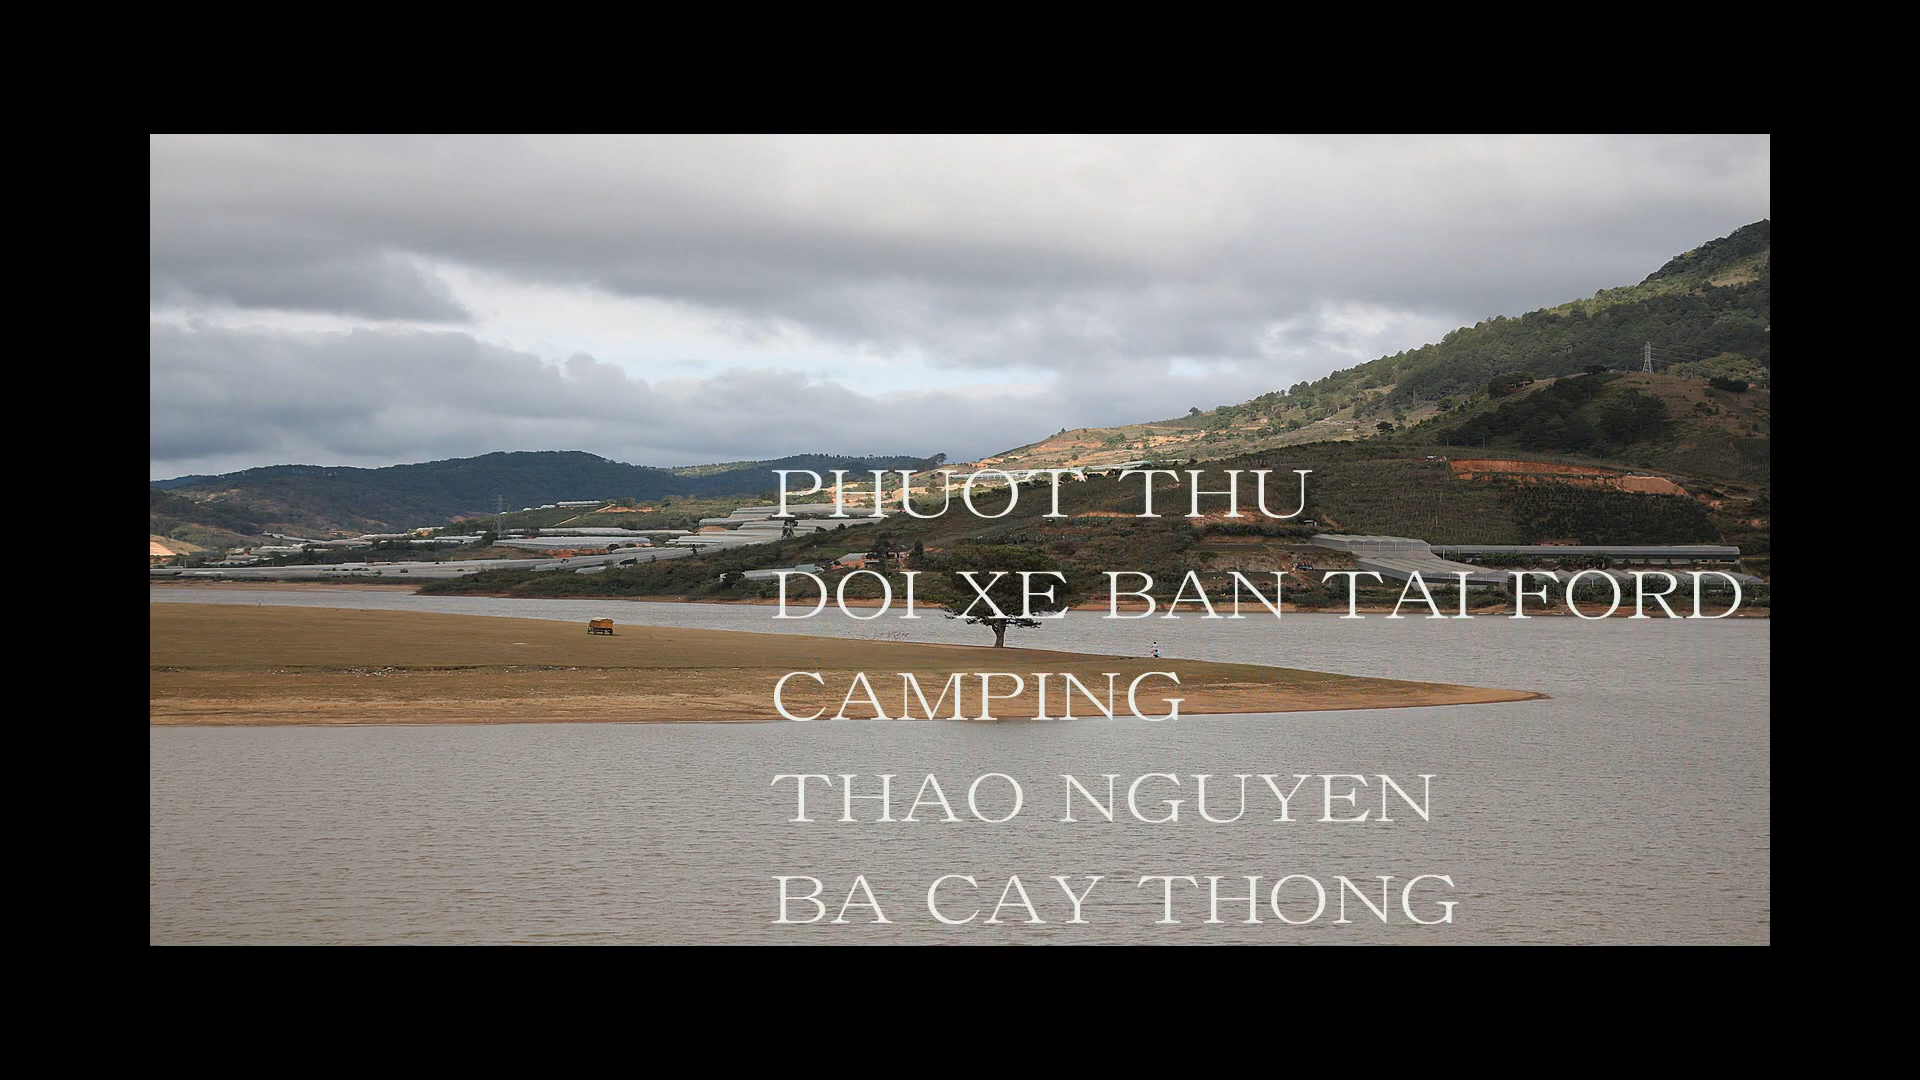 PHUOT THU
DOI XE BAN TAI FORD
CAMPING
THAO NGUYEN
BA CAY THONG